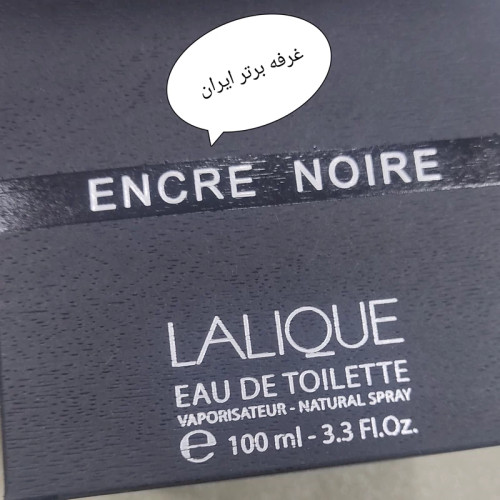 غرفه برتر ایران
ENCRE NOIRE
LALIQUE
EAU DE TOILETTE
VAPORISATEUR - NATURAL SPRAY
℮ 100 ml - 3.3 Fl.Oz.